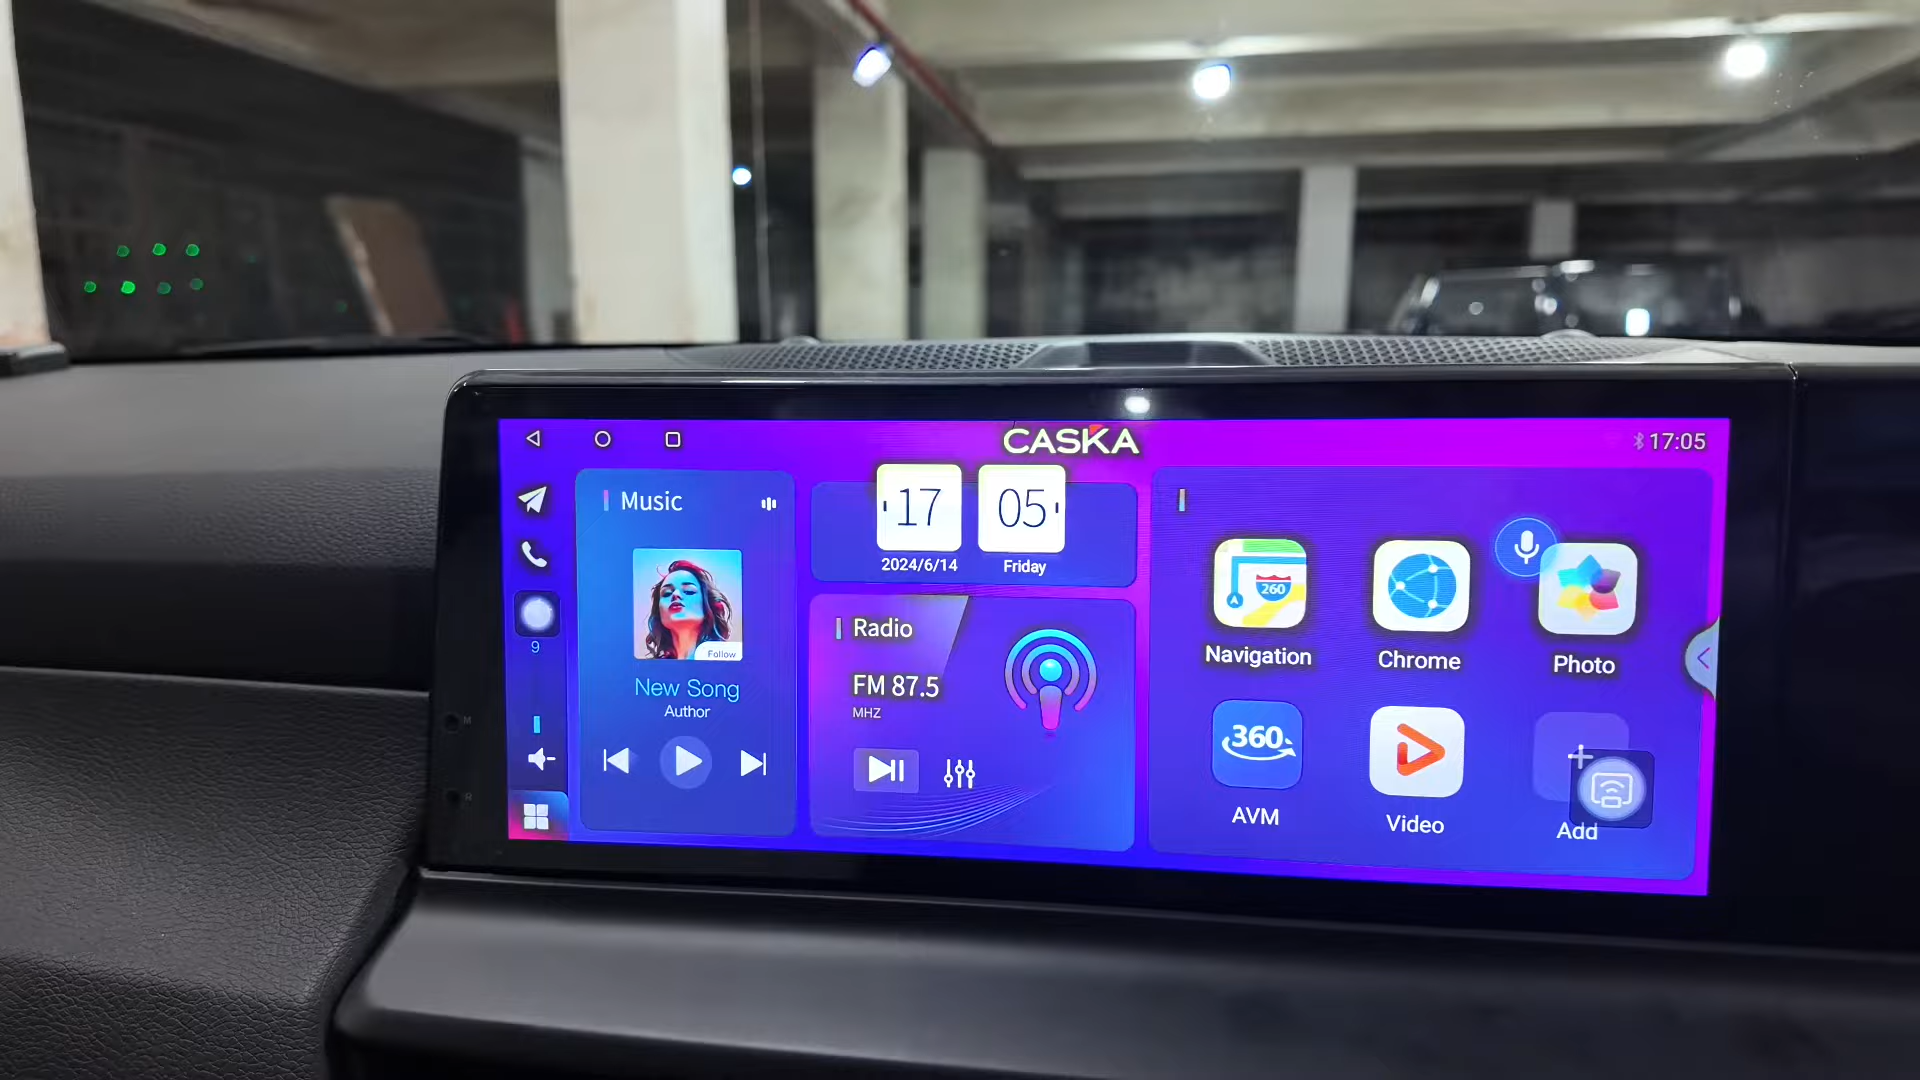 CASKA
17:05
Music
Follow
New Song
Author
9
17 05
2024/6/14 Friday
Radio
FM 87.5
MHZ
260
A
Navigation
Chrome
Photo
360
AVM
Video
Add
M
R